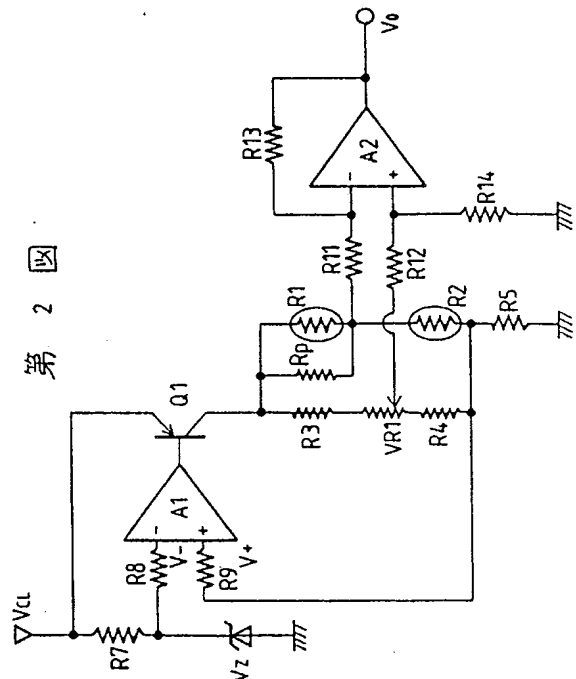 第 2 図
VCL
R7
VZ
R8
R9
V-
V+
-
+
A1
Q1
Rp
R1
R3
VR1
R4
R2
R5
R11
R12
-
+
A2
R13
R14
Vo